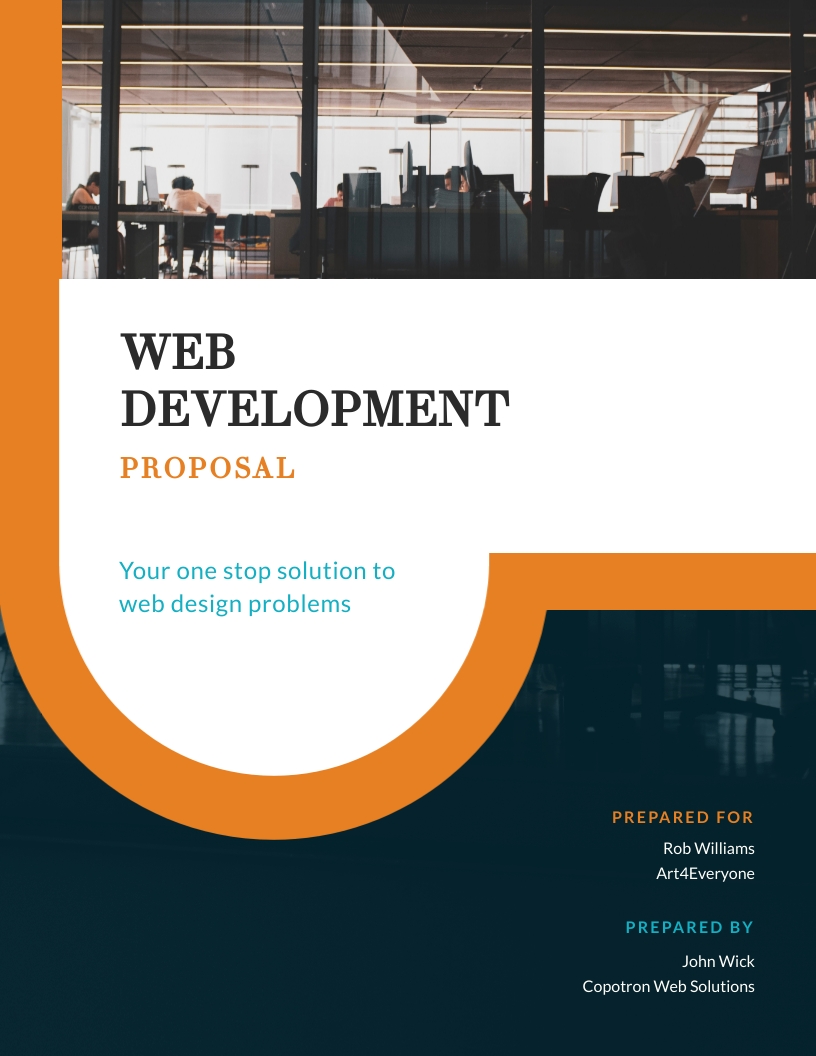 WEB
DEVELOPMENT
PROPOSAL
Your one stop solution to
web design problems
PREPARED FOR
Rob Williams
Art4Everyone
PREPARED BY
John Wick
Copotron Web Solutions